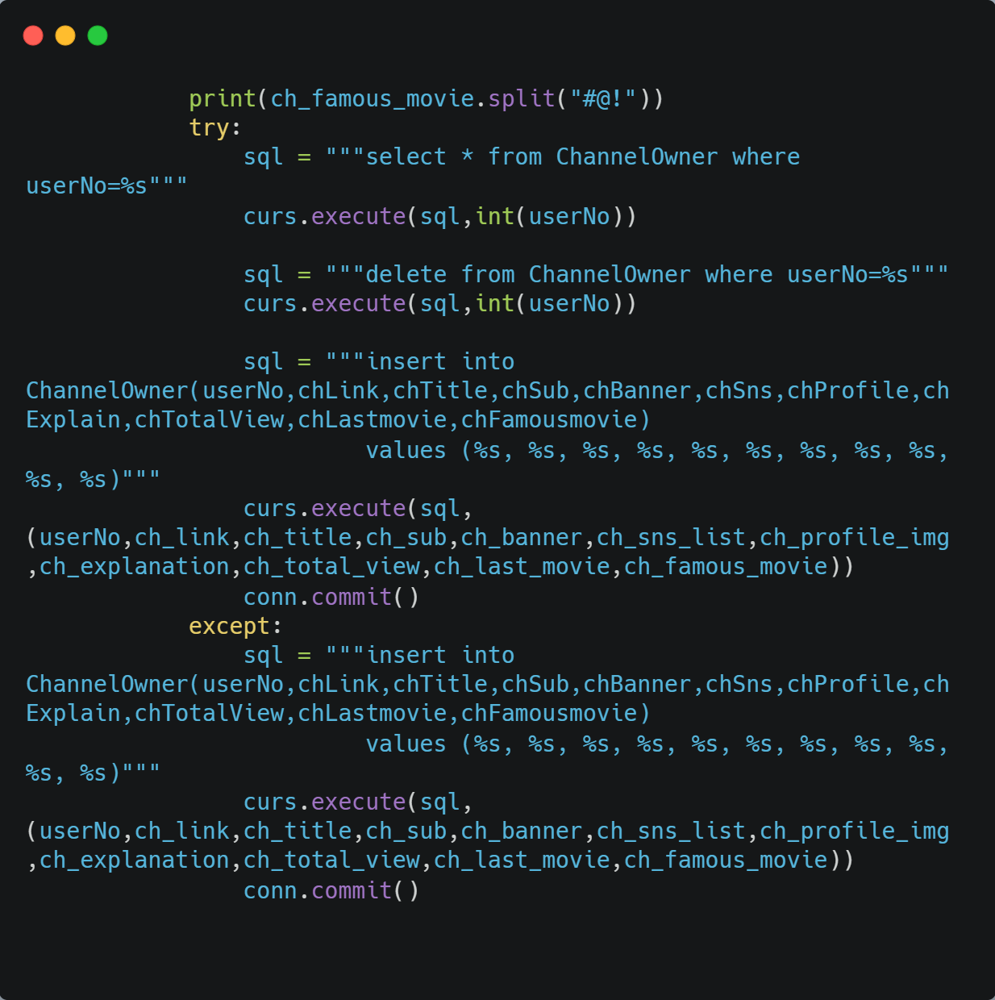 print(ch_famous_movie.split("#@!"))
try:
sql = """select * from ChannelOwner where
userNo=%s"""
curs.execute(sql,int(userNo))
sql = """delete from ChannelOwner where userNo=%s"""
curs.execute(sql,int(userNo))
sql = """insert into
ChannelOwner(userNo,chLink,chTitle,chSub,chBanner,chSns,chProfile,ch
Explain,chTotalView,chLastmovie,chFamousmovie)
values (%s, %s, %s, %s, %s, %s, %s, %s, %s,
%s, %s)"""
curs.execute(sql,
(userNo,ch_link,ch_title,ch_sub,ch_banner,ch_sns_list,ch_profile_img
,ch_explanation,ch_total_view,ch_last_movie,ch_famous_movie))
conn.commit()
except:
sql = """insert into
ChannelOwner(userNo,chLink,chTitle,chSub,chBanner,chSns,chProfile,ch
Explain,chTotalView,chLastmovie,chFamousmovie)
values (%s, %s, %s, %s, %s, %s, %s, %s, %s,
%s, %s)"""
curs.execute(sql,
(userNo,ch_link,ch_title,ch_sub,ch_banner,ch_sns_list,ch_profile_img
,ch_explanation,ch_total_view,ch_last_movie,ch_famous_movie))
conn.commit()